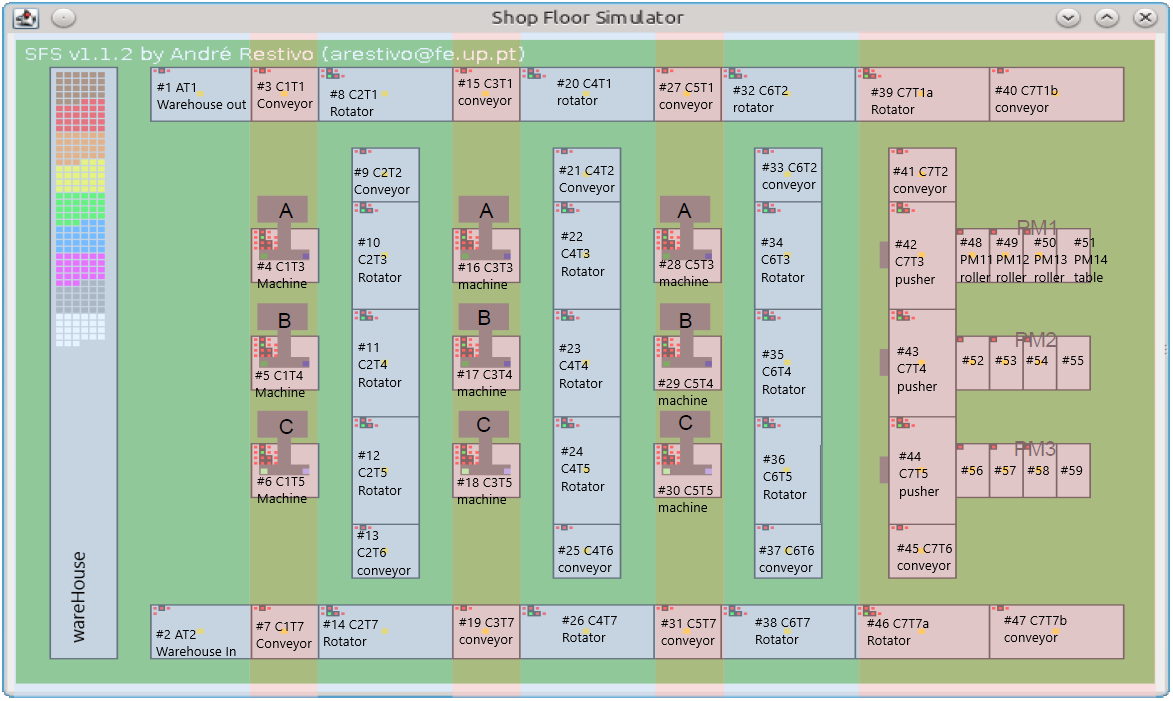 Shop Floor Simulator
SFS v1.1.2 by André Restivo (arestivo@fe.up.pt)
wareHouse
#1 AT1
Warehouse out
#3 C1T1
Conveyor
#8 C2T1
Rotator
#15 C3T1
conveyor
#20 C4T1
rotator
#27 C5T1
conveyor
#32 C6T2
rotator
#39 C7T1a
Rotator
#40 C7T1b
conveyor
#9 C2T2
Conveyor
#21 C4T2
Conveyor
#33 C6T2
conveyor
#41 C7T2
conveyor
A
#4 C1T3
Machine
#10
C2T3
Rotator
A
#16 C3T3
machine
#22
C4T3
Rotator
A
#28 C5T3
machine
#34
C6T3
Rotator
#42
C7T3
pusher
PM1
#48
PM11
roller
#49
PM12
roller
#50
PM13
roller
#51
PM14
table
B
#5 C1T4
Machine
#11
C2T4
Rotator
B
#17 C3T4
machine
#23
C4T4
Rotator
B
#29 C5T4
machine
#35
C6T4
Rotator
#43
C7T4
pusher
PM2
#52
#53
#54
#55
C
#6 C1T5
Machine
#12
C2T5
Rotator
C
#18 C3T5
machine
#24
C4T5
Rotator
C
#30 C5T5
machine
#36
C6T5
Rotator
#44
C7T5
pusher
PM3
#56
#57
#58
#59
#13
C2T6
conveyor
#25 C4T6
conveyor
#37 C6T6
conveyor
#45 C7T6
conveyor
#2 AT2
Warehouse In
#7 C1T7
Conveyor
#14 C2T7
Rotator
#19 C3T7
conveyor
#26 C4T7
Rotator
#31 C5T7
conveyor
#38 C6T7
Rotator
#46 C7T7a
Rotator
#47 C7T7b
conveyor